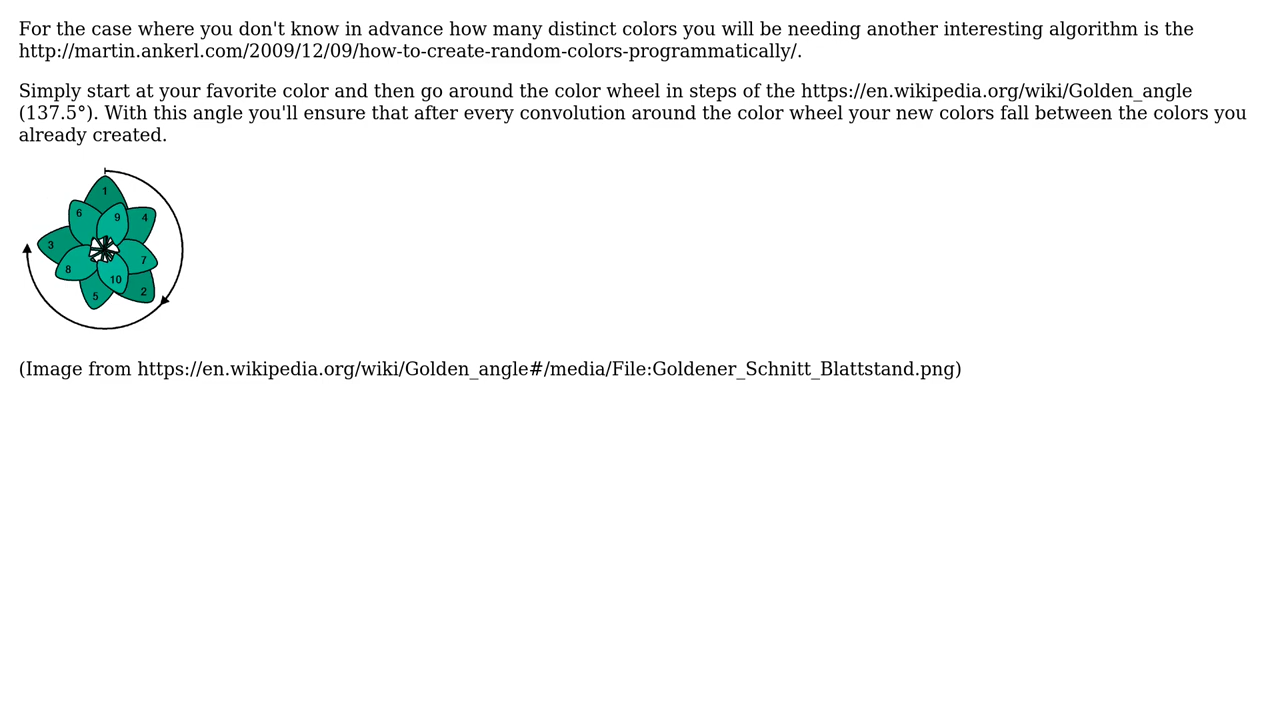 For the case where you don't know in advance how many distinct colors you will be needing another interesting algorithm is the
http://martin.ankerl.com/2009/12/09/how-to-create-random-colors-programmatically/.
Simply start at your favorite color and then go around the color wheel in steps of the https://en.wikipedia.org/wiki/Golden_angle
(137.5°). With this angle you'll ensure that after every convolution around the color wheel your new colors fall between the colors you
already created.
1
6
9
4
3
7
8
10
2
5
(Image from https://en.wikipedia.org/wiki/Golden_angle#/media/File:Goldener_Schnitt_Blattstand.png)